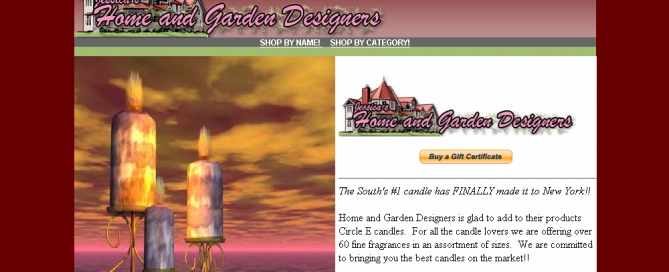 Jessica's
Home and Garden Designers
SHOP BY NAME! SHOP BY CATEGORY!
Jessica's
Home and Garden Designers
Buy a Gift Certificate
The South's #1 candle has FINALLY made it to New York!!
Home and Garden Designers is glad to add to their products
Circle E candles. For all the candle lovers we are offering over
60 fine fragrances in an assortment of sizes. We are committed
to bringing you the best candles on the market!!